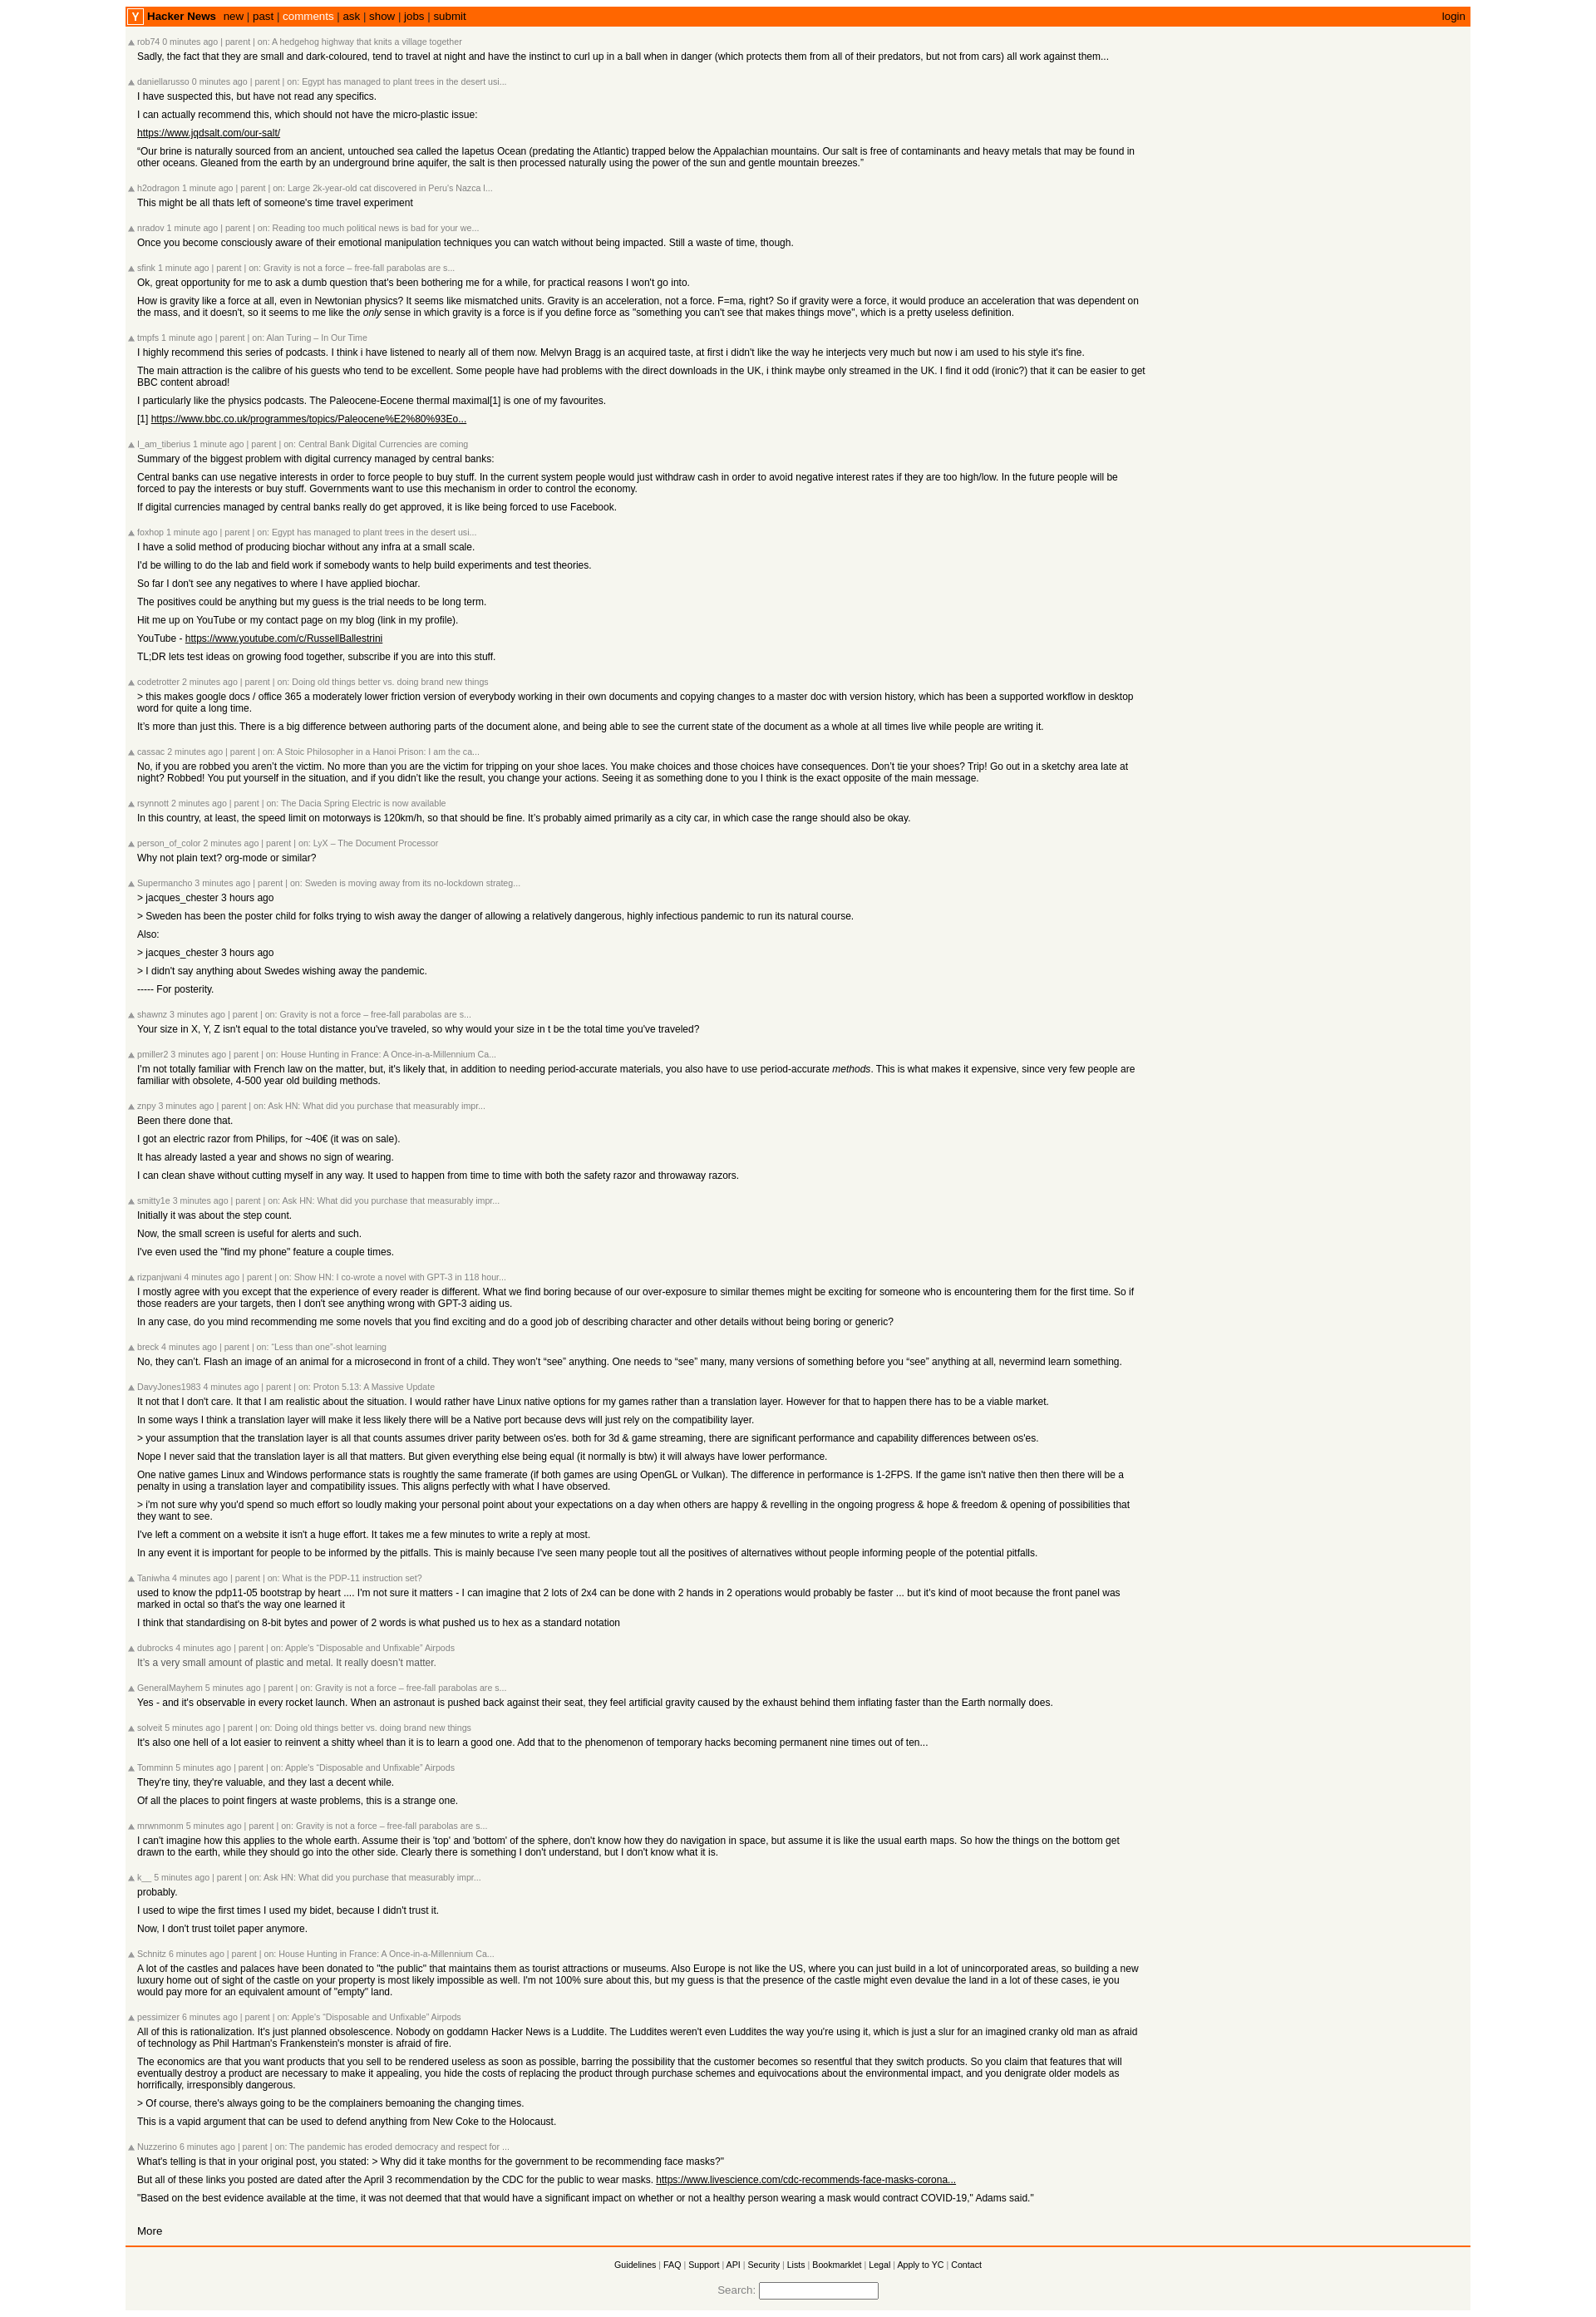 Y Hacker News new | past | comments | ask | show | jobs | submit login
rob74 0 minutes ago | parent | on: A hedgehog highway that knits a village together
Sadly, the fact that they are small and dark-coloured, tend to travel at night and have the instinct to curl up in a ball when in danger (which protects them from all of their predators, but not from cars) all work against them...
daniellarusso 0 minutes ago | parent | on: Egypt has managed to plant trees in the desert usi...
I have suspected this, but have not read any specifics.
I can actually recommend this, which should not have the micro-plastic issue:
https://www.jqdsalt.com/our-salt/
“Our brine is naturally sourced from an ancient, untouched sea called the Iapetus Ocean (predating the Atlantic) trapped below the Appalachian mountains. Our salt is free of contaminants and heavy metals that may be found in
other oceans. Gleaned from the earth by an underground brine aquifer, the salt is then processed naturally using the power of the sun and gentle mountain breezes.”
h2odragon 1 minute ago | parent | on: Large 2k-year-old cat discovered in Peru's Nazca l...
This might be all thats left of someone's time travel experiment
nradov 1 minute ago | parent | on: Reading too much political news is bad for your we...
Once you become consciously aware of their emotional manipulation techniques you can watch without being impacted. Still a waste of time, though.
sfink 1 minute ago | parent | on: Gravity is not a force – free-fall parabolas are s...
Ok, great opportunity for me to ask a dumb question that's been bothering me for a while, for practical reasons I won't go into.
How is gravity like a force at all, even in Newtonian physics? It seems like mismatched units. Gravity is an acceleration, not a force. F=ma, right? So if gravity were a force, it would produce an acceleration that was dependent on
the mass, and it doesn't, so it seems to me like the only sense in which gravity is a force is if you define force as "something you can't see that makes things move", which is a pretty useless definition.
tmpfs 1 minute ago | parent | on: Alan Turing – In Our Time
I highly recommend this series of podcasts. I think i have listened to nearly all of them now. Melvyn Bragg is an acquired taste, at first i didn't like the way he interjects very much but now i am used to his style it's fine.
The main attraction is the calibre of his guests who tend to be excellent. Some people have had problems with the direct downloads in the UK, i think maybe only streamed in the UK. I find it odd (ironic?) that it can be easier to get
BBC content abroad!
I particularly like the physics podcasts. The Paleocene-Eocene thermal maximal[1] is one of my favourites.
[1] https://www.bbc.co.uk/programmes/topics/Paleocene%E2%80%93Eo...
I_am_tiberius 1 minute ago | parent | on: Central Bank Digital Currencies are coming
Summary of the biggest problem with digital currency managed by central banks:
Central banks can use negative interests in order to force people to buy stuff. In the current system people would just withdraw cash in order to avoid negative interest rates if they are too high/low. In the future people will be
forced to pay the interests or buy stuff. Governments want to use this mechanism in order to control the economy.
If digital currencies managed by central banks really do get approved, it is like being forced to use Facebook.
foxhop 1 minute ago | parent | on: Egypt has managed to plant trees in the desert usi...
I have a solid method of producing biochar without any infra at a small scale.
I'd be willing to do the lab and field work if somebody wants to help build experiments and test theories.
So far I don't see any negatives to where I have applied biochar.
The positives could be anything but my guess is the trial needs to be long term.
Hit me up on YouTube or my contact page on my blog (link in my profile).
YouTube - https://www.youtube.com/c/RussellBallestrini
TL;DR lets test ideas on growing food together, subscribe if you are into this stuff.
codetrotter 2 minutes ago | parent | on: Doing old things better vs. doing brand new things
> this makes google docs / office 365 a moderately lower friction version of everybody working in their own documents and copying changes to a master doc with version history, which has been a supported workflow in desktop
word for quite a long time.
It’s more than just this. There is a big difference between authoring parts of the document alone, and being able to see the current state of the document as a whole at all times live while people are writing it.
cassac 2 minutes ago | parent | on: A Stoic Philosopher in a Hanoi Prison: I am the ca...
No, if you are robbed you aren’t the victim. No more than you are the victim for tripping on your shoe laces. You make choices and those choices have consequences. Don’t tie your shoes? Trip! Go out in a sketchy area late at
night? Robbed! You put yourself in the situation, and if you didn’t like the result, you change your actions. Seeing it as something done to you I think is the exact opposite of the main message.
rsynnott 2 minutes ago | parent | on: The Dacia Spring Electric is now available
In this country, at least, the speed limit on motorways is 120km/h, so that should be fine. It’s probably aimed primarily as a city car, in which case the range should also be okay.
person_of_color 2 minutes ago | parent | on: LyX – The Document Processor
Why not plain text? org-mode or similar?
Supermancho 3 minutes ago | parent | on: Sweden is moving away from its no-lockdown strateg...
> jacques_chester 3 hours ago
> Sweden has been the poster child for folks trying to wish away the danger of allowing a relatively dangerous, highly infectious pandemic to run its natural course.
Also:
> jacques_chester 3 hours ago
> I didn't say anything about Swedes wishing away the pandemic.
----- For posterity.
shawnz 3 minutes ago | parent | on: Gravity is not a force – free-fall parabolas are s...
Your size in X, Y, Z isn't equal to the total distance you've traveled, so why would your size in t be the total time you've traveled?
pmiller2 3 minutes ago | parent | on: House Hunting in France: A Once-in-a-Millennium Ca...
I'm not totally familiar with French law on the matter, but, it's likely that, in addition to needing period-accurate materials, you also have to use period-accurate methods. This is what makes it expensive, since very few people are
familiar with obsolete, 4-500 year old building methods.
znpy 3 minutes ago | parent | on: Ask HN: What did you purchase that measurably impr...
Been there done that.
I got an electric razor from Philips, for ~40€ (it was on sale).
It has already lasted a year and shows no sign of wearing.
I can clean shave without cutting myself in any way. It used to happen from time to time with both the safety razor and throwaway razors.
smitty1e 3 minutes ago | parent | on: Ask HN: What did you purchase that measurably impr...
Initially it was about the step count.
Now, the small screen is useful for alerts and such.
I've even used the "find my phone" feature a couple times.
rizpanjwani 4 minutes ago | parent | on: Show HN: I co-wrote a novel with GPT-3 in 118 hour...
I mostly agree with you except that the experience of every reader is different. What we find boring because of our over-exposure to similar themes might be exciting for someone who is encountering them for the first time. So if
those readers are your targets, then I don't see anything wrong with GPT-3 aiding us.
In any case, do you mind recommending me some novels that you find exciting and do a good job of describing character and other details without being boring or generic?
breck 4 minutes ago | parent | on: “Less than one”-shot learning
No, they can’t. Flash an image of an animal for a microsecond in front of a child. They won’t “see” anything. One needs to “see” many, many versions of something before you “see” anything at all, nevermind learn something.
DavyJones1983 4 minutes ago | parent | on: Proton 5.13: A Massive Update
It not that I don't care. It that I am realistic about the situation. I would rather have Linux native options for my games rather than a translation layer. However for that to happen there has to be a viable market.
In some ways I think a translation layer will make it less likely there will be a Native port because devs will just rely on the compatibility layer.
> your assumption that the translation layer is all that counts assumes driver parity between os'es. both for 3d & game streaming, there are significant performance and capability differences between os'es.
Nope I never said that the translation layer is all that matters. But given everything else being equal (it normally is btw) it will always have lower performance.
One native games Linux and Windows performance stats is roughtly the same framerate (if both games are using OpenGL or Vulkan). The difference in performance is 1-2FPS. If the game isn't native then then there will be a
penalty in using a translation layer and compatibility issues. This aligns perfectly with what I have observed.
> i'm not sure why you'd spend so much effort so loudly making your personal point about your expectations on a day when others are happy & revelling in the ongoing progress & hope & freedom & opening of possibilities that
they want to see.
I've left a comment on a website it isn't a huge effort. It takes me a few minutes to write a reply at most.
In any event it is important for people to be informed by the pitfalls. This is mainly because I've seen many people tout all the positives of alternatives without people informing people of the potential pitfalls.
Taniwha 4 minutes ago | parent | on: What is the PDP-11 instruction set?
used to know the pdp11-05 bootstrap by heart .... I'm not sure it matters - I can imagine that 2 lots of 2x4 can be done with 2 hands in 2 operations would probably be faster ... but it's kind of moot because the front panel was
marked in octal so that's the way one learned it
I think that standardising on 8-bit bytes and power of 2 words is what pushed us to hex as a standard notation
dubrocks 4 minutes ago | parent | on: Apple's “Disposable and Unfixable” Airpods
It’s a very small amount of plastic and metal. It really doesn’t matter.
GeneralMayhem 5 minutes ago | parent | on: Gravity is not a force – free-fall parabolas are s...
Yes - and it's observable in every rocket launch. When an astronaut is pushed back against their seat, they feel artificial gravity caused by the exhaust behind them inflating faster than the Earth normally does.
solveit 5 minutes ago | parent | on: Doing old things better vs. doing brand new things
It's also one hell of a lot easier to reinvent a shitty wheel than it is to learn a good one. Add that to the phenomenon of temporary hacks becoming permanent nine times out of ten...
Tomminn 5 minutes ago | parent | on: Apple's “Disposable and Unfixable” Airpods
They're tiny, they're valuable, and they last a decent while.
Of all the places to point fingers at waste problems, this is a strange one.
mrwnmonm 5 minutes ago | parent | on: Gravity is not a force – free-fall parabolas are s...
I can't imagine how this applies to the whole earth. Assume their is 'top' and 'bottom' of the sphere, don't know how they do navigation in space, but assume it is like the usual earth maps. So how the things on the bottom get
drawn to the earth, while they should go into the other side. Clearly there is something I don't understand, but I don't know what it is.
k__ 5 minutes ago | parent | on: Ask HN: What did you purchase that measurably impr...
probably.
I used to wipe the first times I used my bidet, because I didn't trust it.
Now, I don't trust toilet paper anymore.
Schnitz 6 minutes ago | parent | on: House Hunting in France: A Once-in-a-Millennium Ca...
A lot of the castles and palaces have been donated to "the public" that maintains them as tourist attractions or museums. Also Europe is not like the US, where you can just build in a lot of unincorporated areas, so building a new
luxury home out of sight of the castle on your property is most likely impossible as well. I'm not 100% sure about this, but my guess is that the presence of the castle might even devalue the land in a lot of these cases, ie you
would pay more for an equivalent amount of "empty" land.
pessimizer 6 minutes ago | parent | on: Apple's “Disposable and Unfixable” Airpods
All of this is rationalization. It's just planned obsolescence. Nobody on goddamn Hacker News is a Luddite. The Luddites weren't even Luddites the way you're using it, which is just a slur for an imagined cranky old man as afraid
of technology as Phil Hartman's Frankenstein's monster is afraid of fire.
The economics are that you want products that you sell to be rendered useless as soon as possible, barring the possibility that the customer becomes so resentful that they switch products. So you claim that features that will
eventually destroy a product are necessary to make it appealing, you hide the costs of replacing the product through purchase schemes and equivocations about the environmental impact, and you denigrate older models as
horrifically, irresponsibly dangerous.
> Of course, there's always going to be the complainers bemoaning the changing times.
This is a vapid argument that can be used to defend anything from New Coke to the Holocaust.
Nuzzerino 6 minutes ago | parent | on: The pandemic has eroded democracy and respect for ...
What's telling is that in your original post, you stated: > Why did it take months for the government to be recommending face masks?"
But all of these links you posted are dated after the April 3 recommendation by the CDC for the public to wear masks. https://www.livescience.com/cdc-recommends-face-masks-corona...
"Based on the best evidence available at the time, it was not deemed that that would have a significant impact on whether or not a healthy person wearing a mask would contract COVID-19," Adams said."
More
Guidelines | FAQ | Support | API | Security | Lists | Bookmarklet | Legal | Apply to YC | Contact
Search: